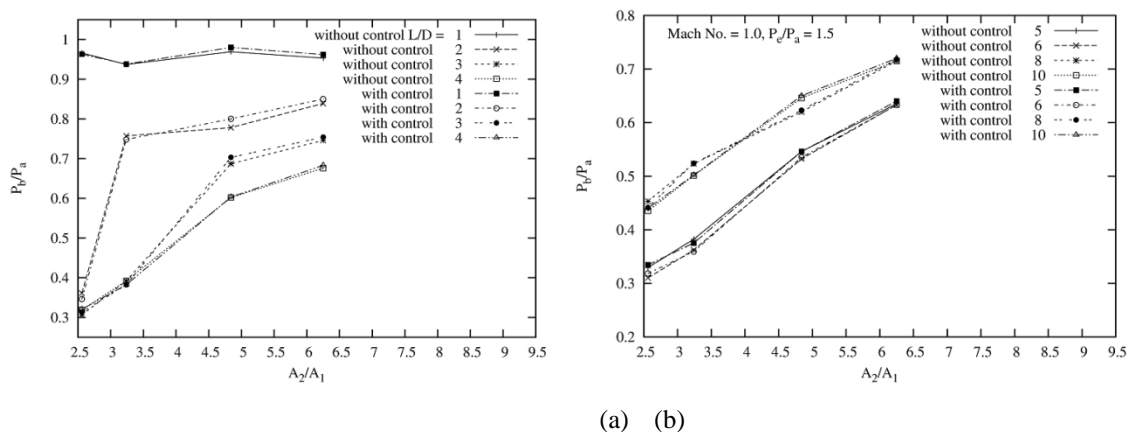 without control L/D = 1
without control 2
without control 3
without control 4
with control 1
with control 2
with control 3
with control 4
1
0.9
0.8
0.7
0.6
0.5
0.4
0.3
P_b/P_a
2.5 3 3.5 4 4.5 5 5.5 6 6.5 7 7.5 8 8.5 9 9.5
A_2/A_1
Mach No. = 1.0, P_e/P_a = 1.5
without control 5
without control 6
without control 8
without control 10
with control 5
with control 6
with control 8
with control 10
0.8
0.7
0.6
0.5
0.4
0.3
0.2
P_b/P_a
2.5 3 3.5 4 4.5 5 5.5 6 6.5 7 7.5 8 8.5 9 9.5
A_2/A_1
(a) (b)